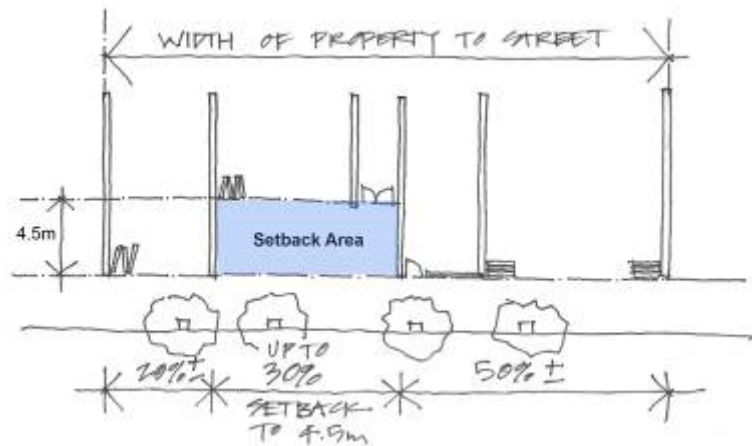 WIDTH OF PROPERTY TO STREET
4.5m
Setback Area
20% ±
UP TO
30%
50% ±
SETBACK
TO 4.5m